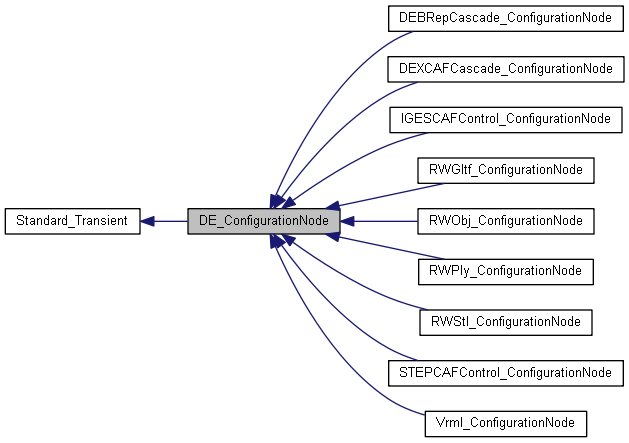 DEBRepCascade_ConfigurationNode
DEXCAFCascade_ConfigurationNode
IGESCAFControl_ConfigurationNode
RWGltf_ConfigurationNode
Standard_Transient
DE_ConfigurationNode
RWObj_ConfigurationNode
RWPly_ConfigurationNode
RWStl_ConfigurationNode
STEPCAFControl_ConfigurationNode
Vrml_ConfigurationNode